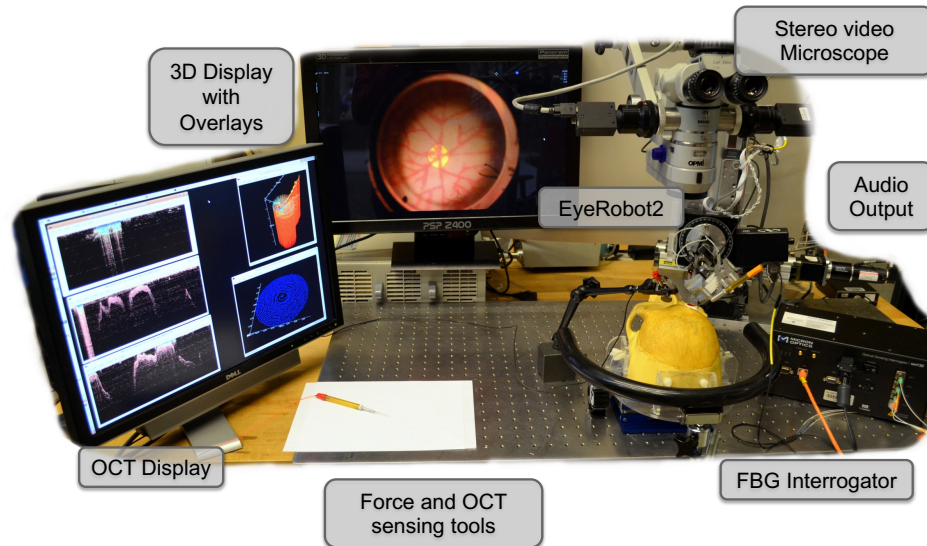 Stereo video
Microscope
3D Display
with
Overlays
OPMI
EyeRobot2
Audio
Output
PSP 2400
MICRON
OPTICS
DELL
OCT Display
Force and OCT
sensing tools
FBG Interrogator